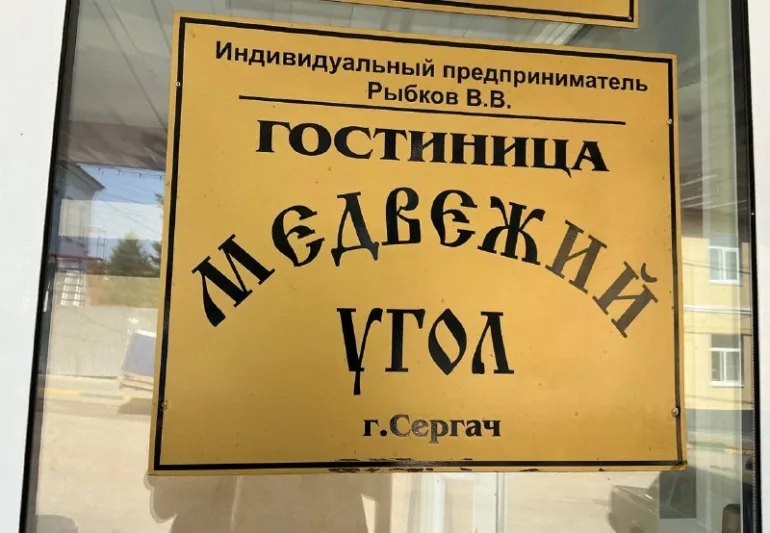 Индивидуальный предприниматель
Рыбков В.В.
ГОСТИНИЦА
МЕДВЕЖИЙ
УГОЛ
г.Сергач